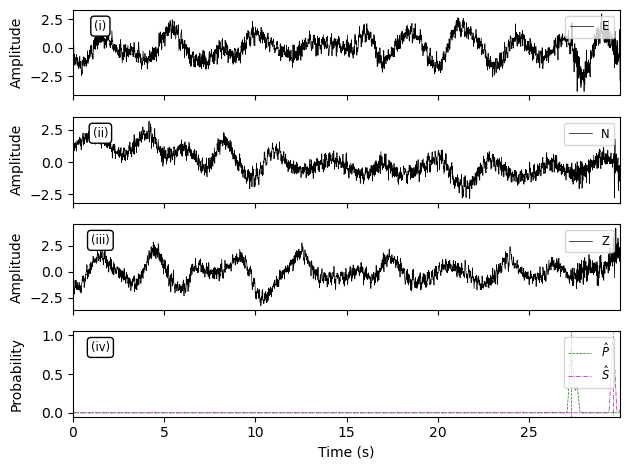 2.5
0.0
−2.5
Amplitude
(i)
E
2.5
0.0
−2.5
Amplitude
(ii)
N
2.5
0.0
−2.5
Amplitude
(iii)
Z
1.0
0.5
0.0
Probability
(iv)
P̂
Ŝ
0 5 10 15 20 25
Time (s)